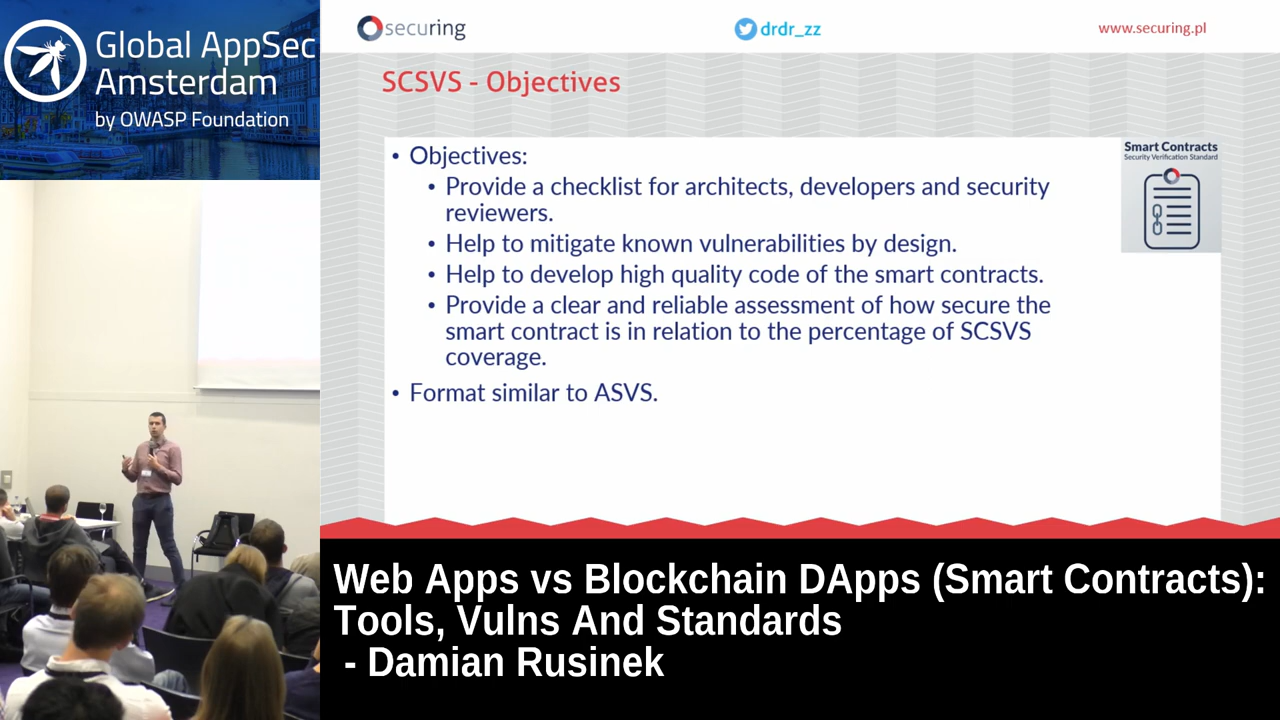 Global AppSec
Amsterdam
by OWASP Foundation
securing
drdr_zz
www.securing.pl
SCSVS - Objectives
Smart Contracts
Security Verification Standard
• Objectives:
• Provide a checklist for architects, developers and security
reviewers.
• Help to mitigate known vulnerabilities by design.
• Help to develop high quality code of the smart contracts.
• Provide a clear and reliable assessment of how secure the
smart contract is in relation to the percentage of SCSVS
coverage.
• Format similar to ASVS.
Web Apps vs Blockchain DApps (Smart Contracts):
Tools, Vulns And Standards
- Damian Rusinek